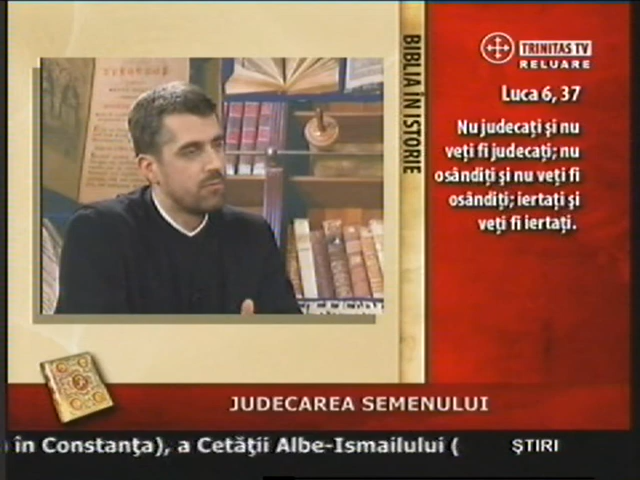 TRINITAS TV
RELUARE
BIBLIA ÎN ISTORIE
Luca 6, 37
Nu judecaţi şi nu
veţi fi judecaţi; nu
osândiţi şi nu veţi fi
osândiţi; iertaţi şi
veţi fi iertaţi.
JUDECAREA SEMENULUI
în Constanţa), a Cetăţii Albe-Ismailului (
ŞTIRI